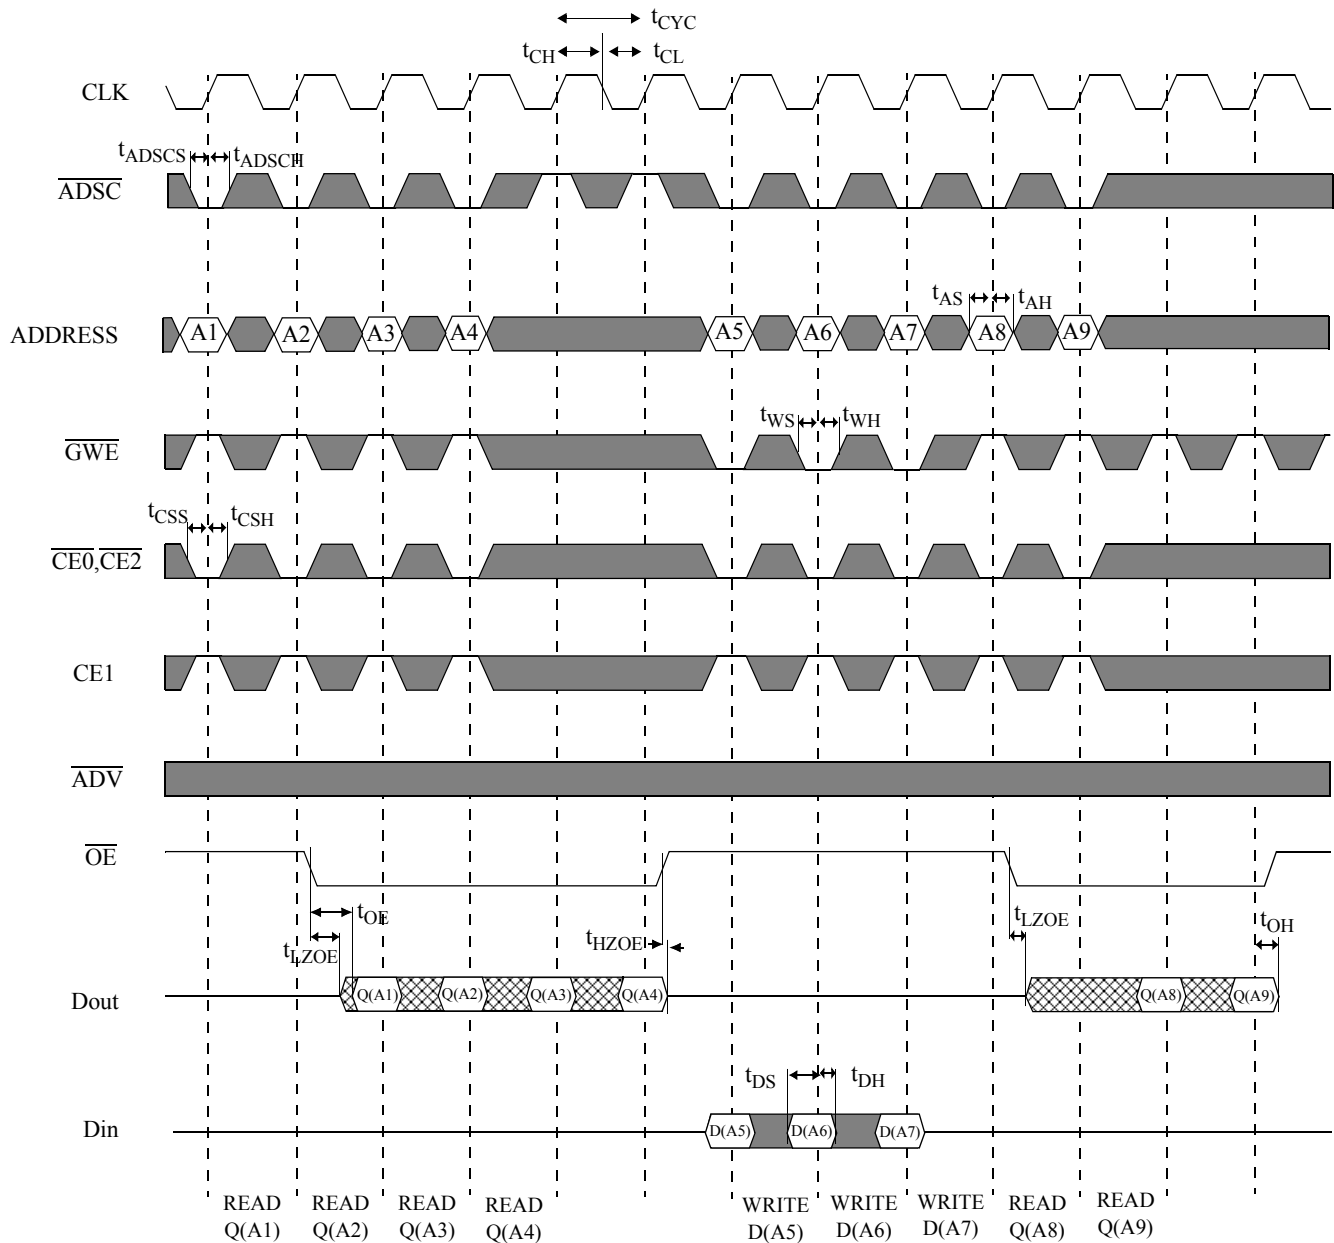 tCYC
tCH tCL
CLK
tADSCS tADSCH
ADSC
tAS tAH
ADDRESS A1 A2 A3 A4 A5 A6 A7 A8 A9
tWS tWH
GWE
tCSS tCSH
CE0,CE2
CE1
ADV
OE
tOE tLZOE tHZOE tLZOE tOH
Dout Q(A1) Q(A2) Q(A3) Q(A4) Q(A8) Q(A9)
tDS tDH
Din D(A5) D(A6) D(A7)
READ READ READ READ WRITE WRITE WRITE READ READ
Q(A1) Q(A2) Q(A3) Q(A4) D(A5) D(A6) D(A7) Q(A8) Q(A9)